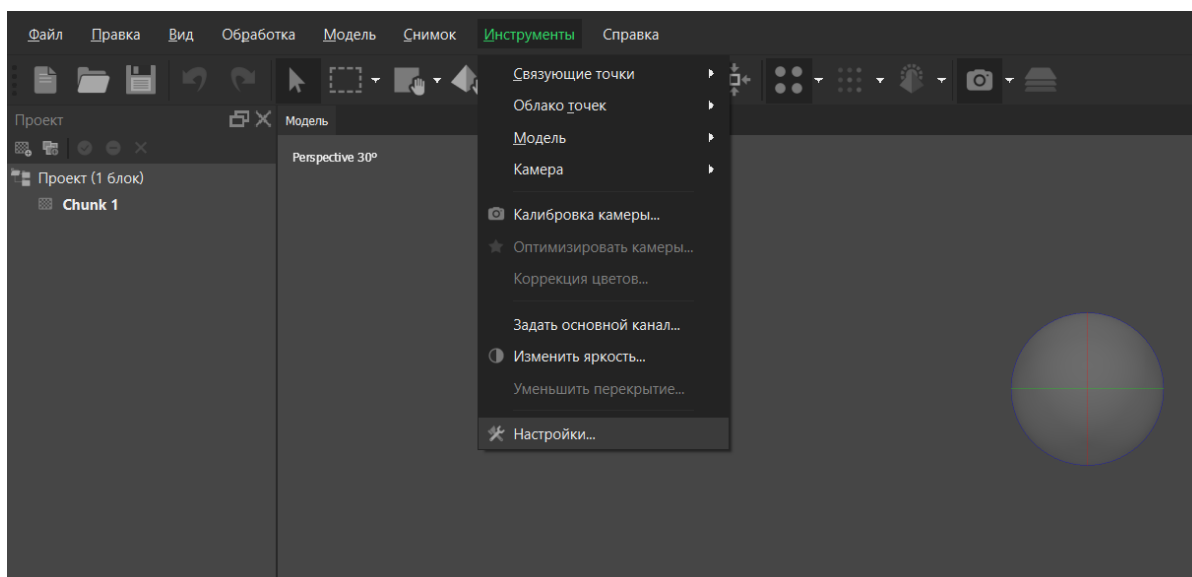 Файл Правка Вид Обработка Модель Снимок Инструменты Справка
Проект
Проект (1 блок)
Chunk 1
Модель
Perspective 30°
Связующие точки
Облако точек
Модель
Камера
Калибровка камеры...
Оптимизировать камеры...
Коррекция цветов...
Задать основной канал...
Изменить яркость...
Уменьшить перекрытие...
Настройки...